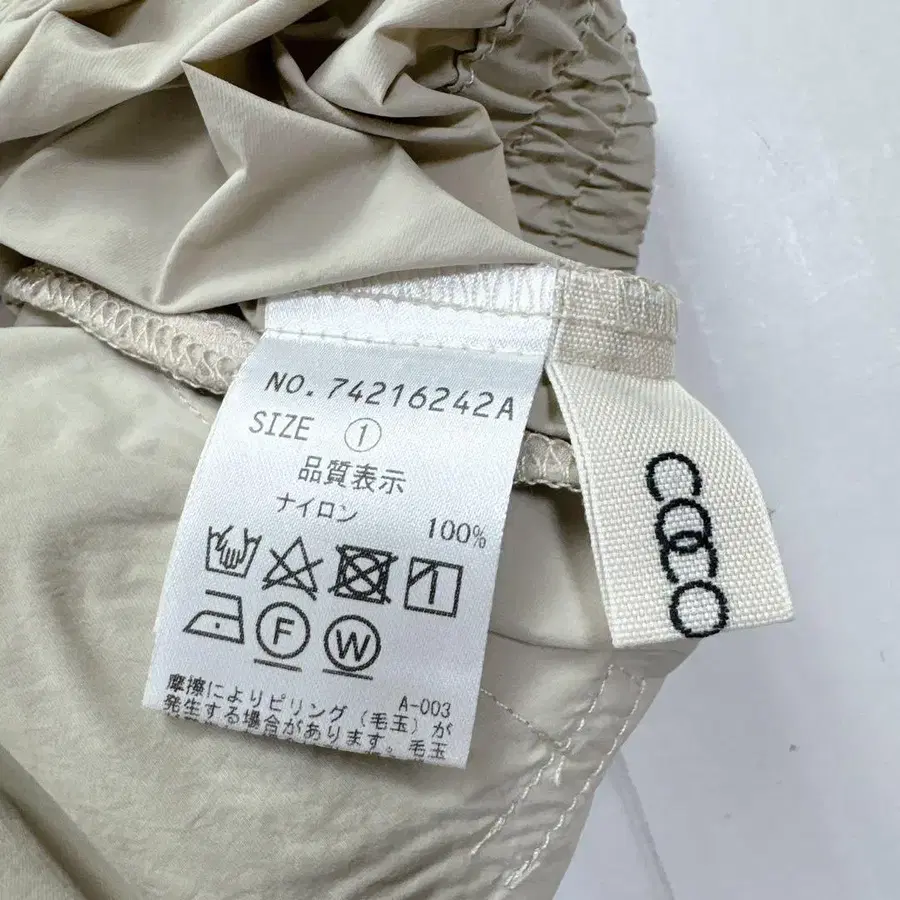 NO. 74216242A
SIZE ①
品質表示
ナイロン 100%
F W
A-003
摩擦によりピリング(毛玉)が
発生する場合があります。毛玉
COCO